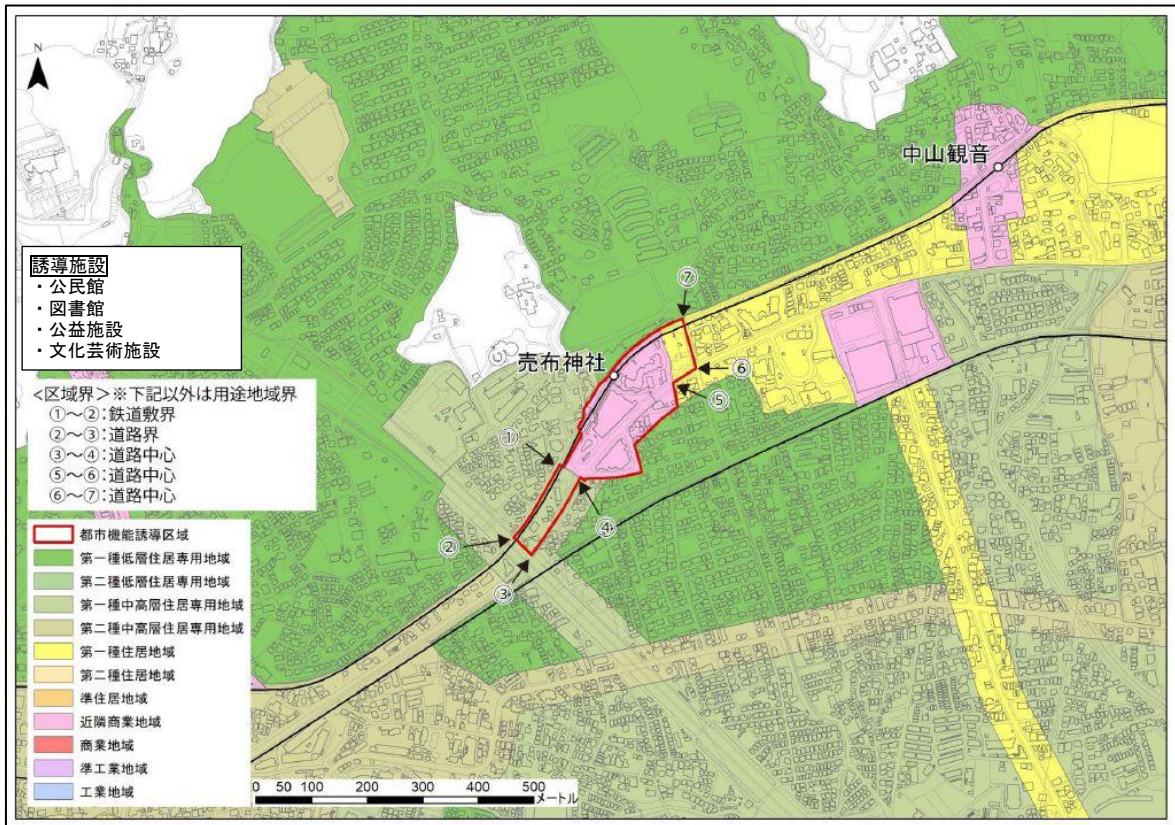 N
中山観音
誘導施設
・公民館
・図書館
・公益施設
・文化芸術施設
⑦
売布神社
⑥
⑤
<区域界>※下記以外は用途地域界
①～②:鉄道敷界
②～③:道路界
③～④:道路中心
⑤～⑥:道路中心
⑥～⑦:道路中心
①
④
②
③
都市機能誘導区域
第一種低層住居専用地域
第二種低層住居専用地域
第一種中高層住居専用地域
第二種中高層住居専用地域
第一種住居地域
第二種住居地域
準住居地域
近隣商業地域
商業地域
準工業地域
工業地域
0 50 100 200 300 400 500
メートル